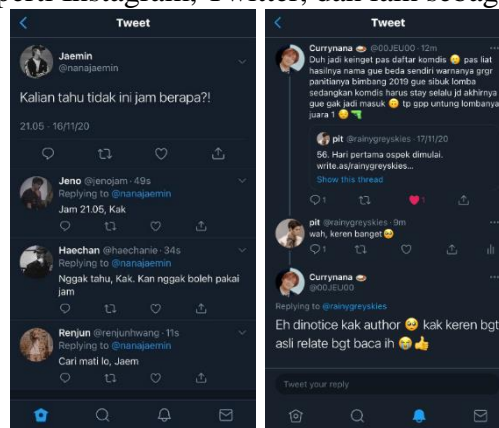 perti Instagram, Twitter, dan lain sebag
Tweet
Jaemin
@nanajaemin
Kalian tahu tidak ini jam berapa?!
21.05 · 16/11/20
Jeno @jenojam · 49s
Replying to @nanajaemin
Jam 21.05, Kak
Haechan @haechanie · 34s
Replying to @nanajaemin
Nggak tahu, Kak. Kan nggak boleh pakai
jam
Renjun @renjunhwang · 11s
Replying to @nanajaemin
Cari mati lo, Jaem
Tweet
Currynana @00JEU00 · 12m
Duh jadi keinget pas daftar komdis 🙂 pas liat
hasilnya nama gue beda sendiri warnanya grgr
panitianya bimbang 2019 gue sibuk lomba
sedangkan komdis harus stay selalu jd akhirnya
gue gak jadi masuk 🙂 tp gpp untung lombanya
juara 1 😗🔫
pit @rainygreyskies · 17/11/20
56. Hari pertama ospek dimulai.
write.as/rainygreyskies...
Show this thread
1
1
pit @rainygreyskies · 9m
wah, keren banget🥺
1
Currynana
@00JEU00
Replying to @rainygreyskies
Eh dinotice kak author 🥺 kak keren bgt
asli relate bgt baca ih 😭👍
Tweet your reply